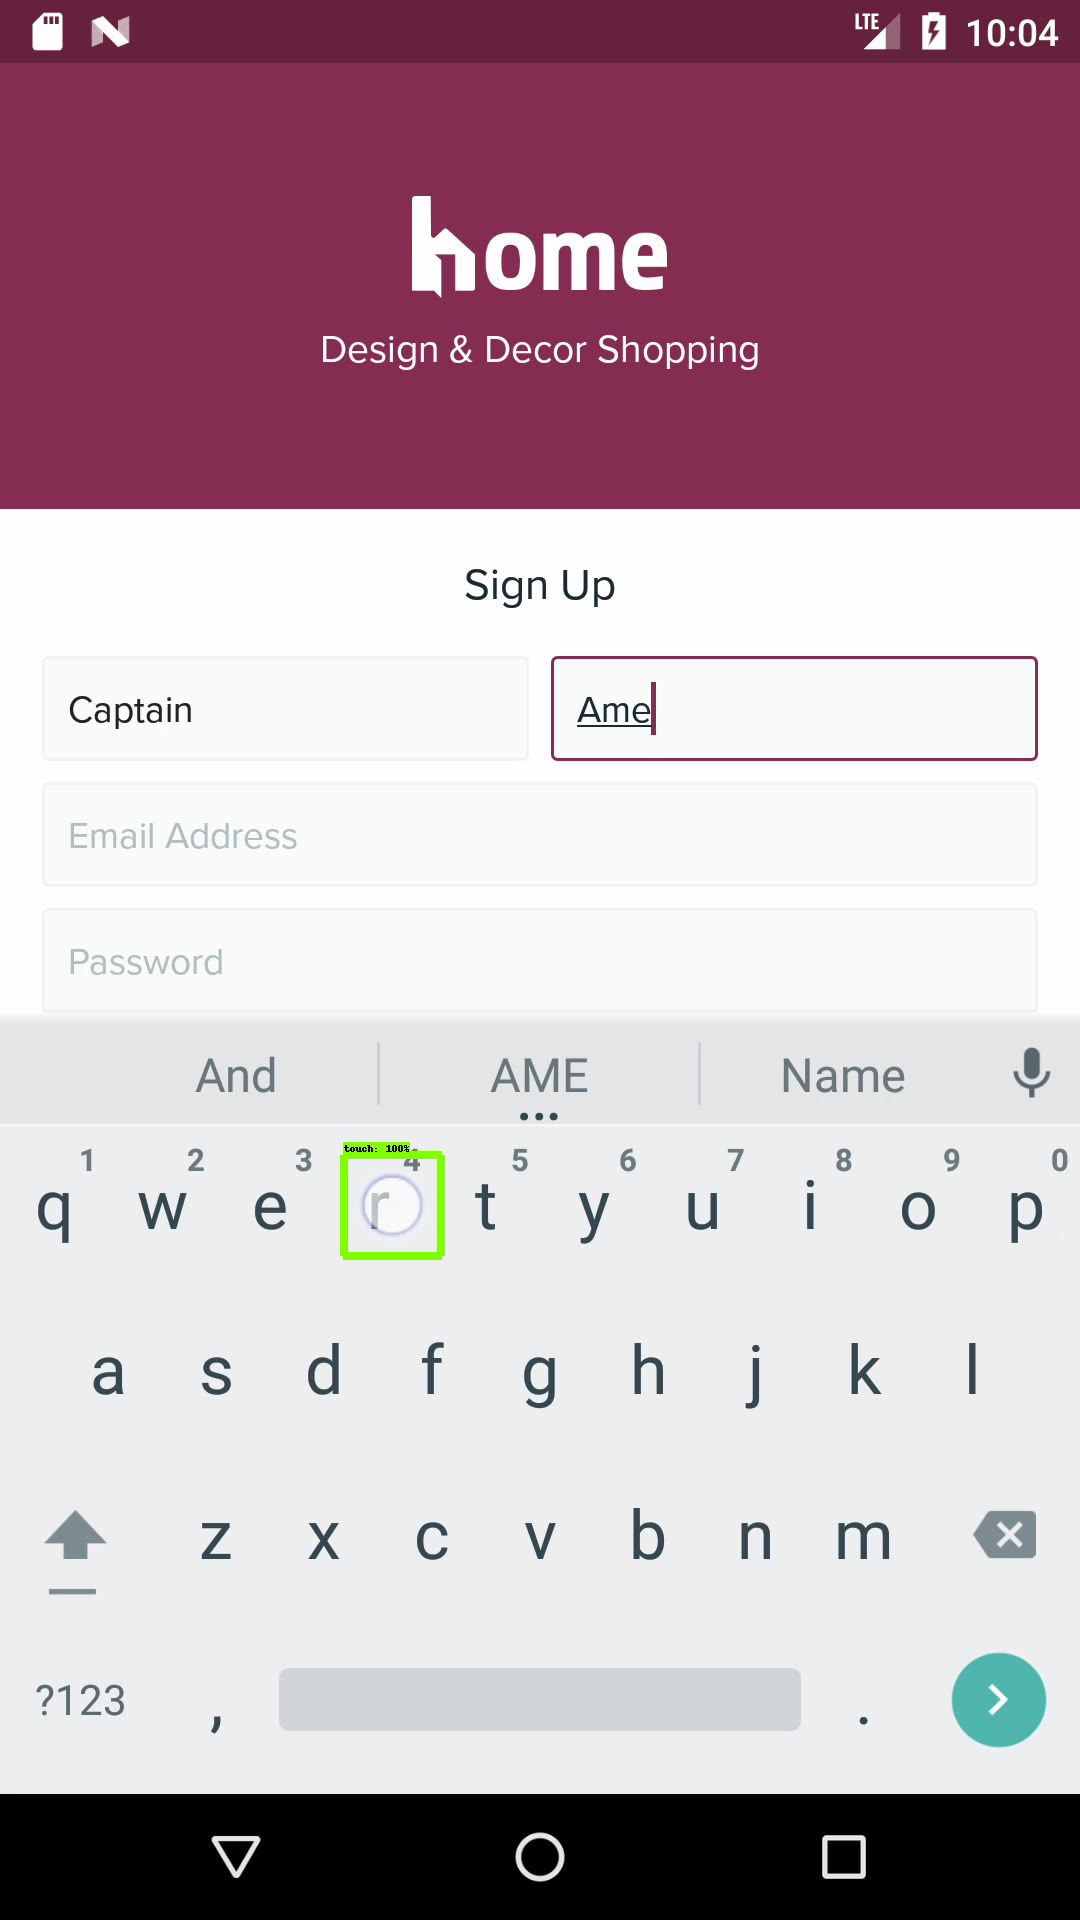 LTE 10:04
home
Design & Decor Shopping
Sign Up
Captain Ame
Email Address
Password
And AME Name
touch: 100%
1 2 3 4 5 6 7 8 9 0
q w e r t y u i o p
a s d f g h j k l
z x c v b n m
?123 , .